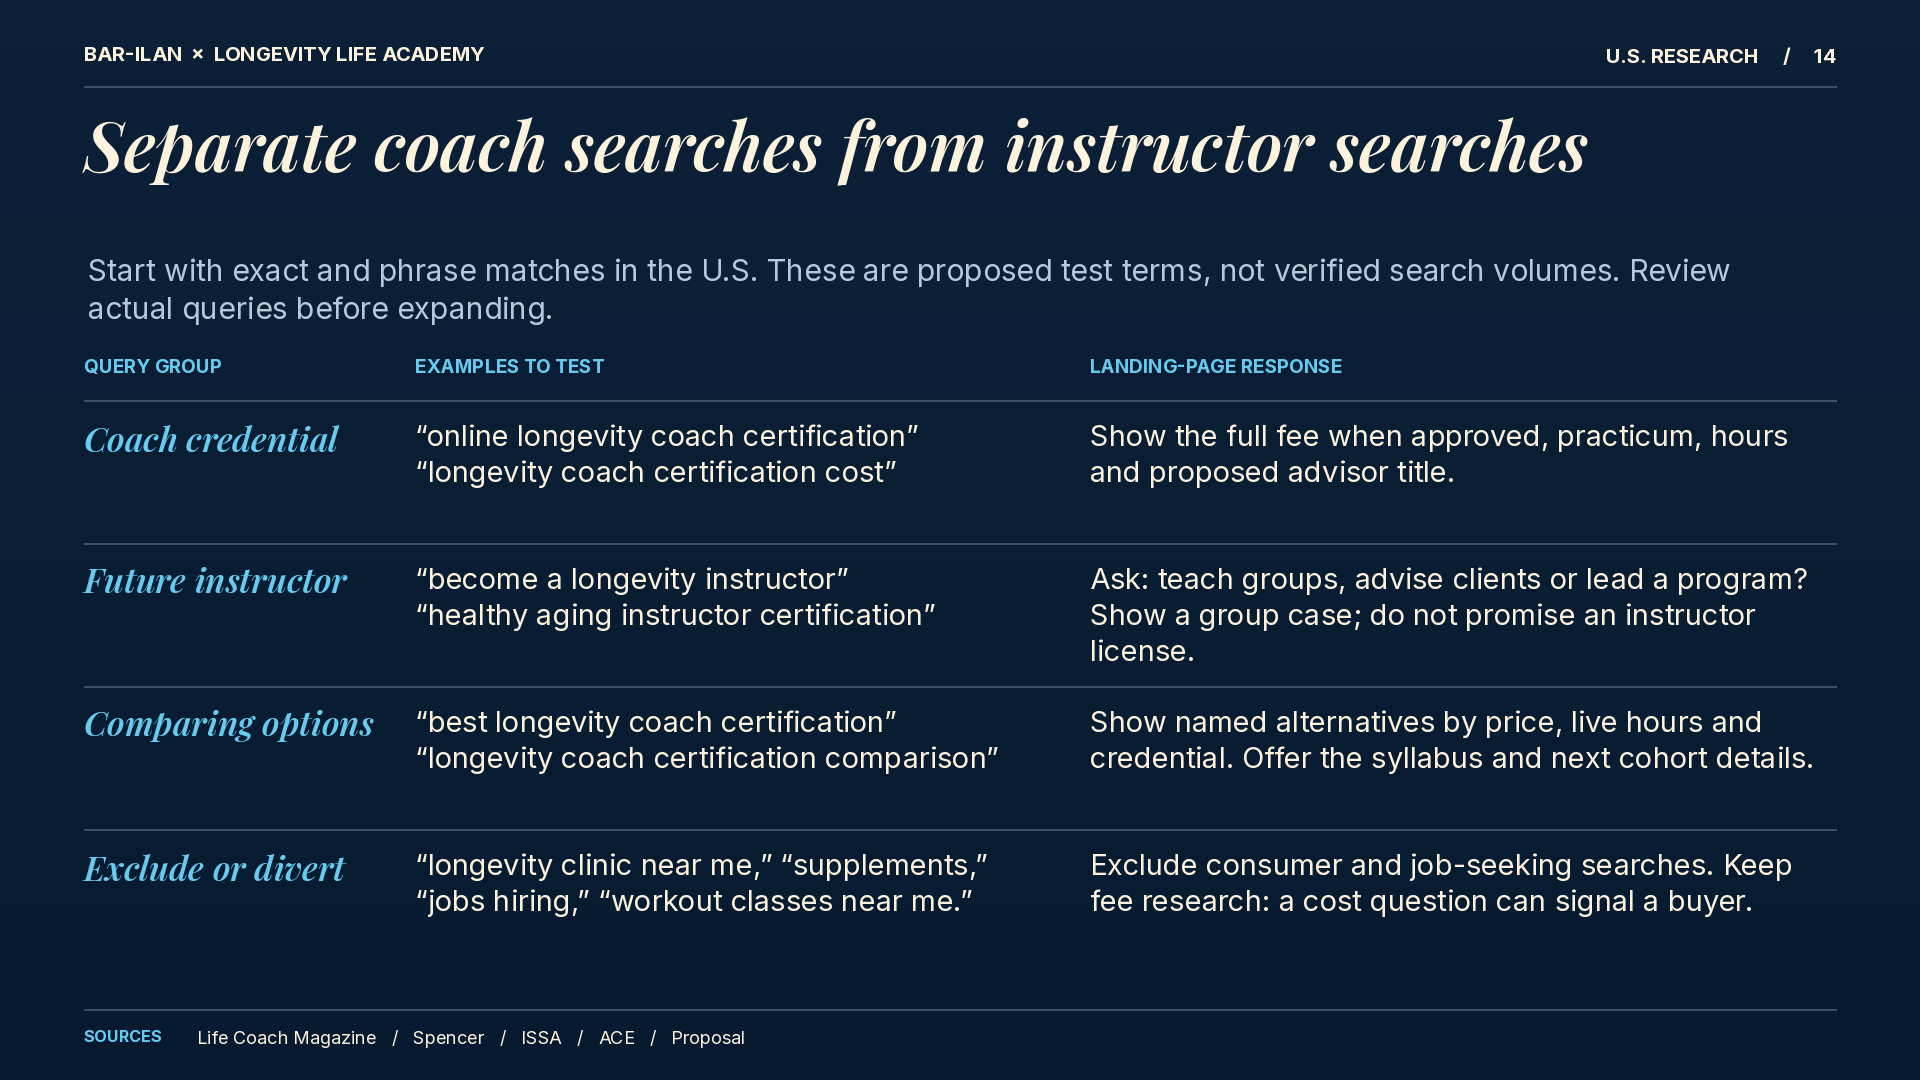 BAR-ILAN × LONGEVITY LIFE ACADEMY
U.S. RESEARCH / 14
Separate coach searches from instructor searches
Start with exact and phrase matches in the U.S. These are proposed test terms, not verified search volumes. Review
actual queries before expanding.
QUERY GROUP
EXAMPLES TO TEST
LANDING-PAGE RESPONSE
Coach credential
“online longevity coach certification”
“longevity coach certification cost”
Show the full fee when approved, practicum, hours
and proposed advisor title.
Future instructor
“become a longevity instructor”
“healthy aging instructor certification”
Ask: teach groups, advise clients or lead a program?
Show a group case; do not promise an instructor
license.
Comparing options
“best longevity coach certification”
“longevity coach certification comparison”
Show named alternatives by price, live hours and
credential. Offer the syllabus and next cohort details.
Exclude or divert
“longevity clinic near me,” “supplements,”
“jobs hiring,” “workout classes near me.”
Exclude consumer and job-seeking searches. Keep
fee research: a cost question can signal a buyer.
SOURCES Life Coach Magazine / Spencer / ISSA / ACE / Proposal